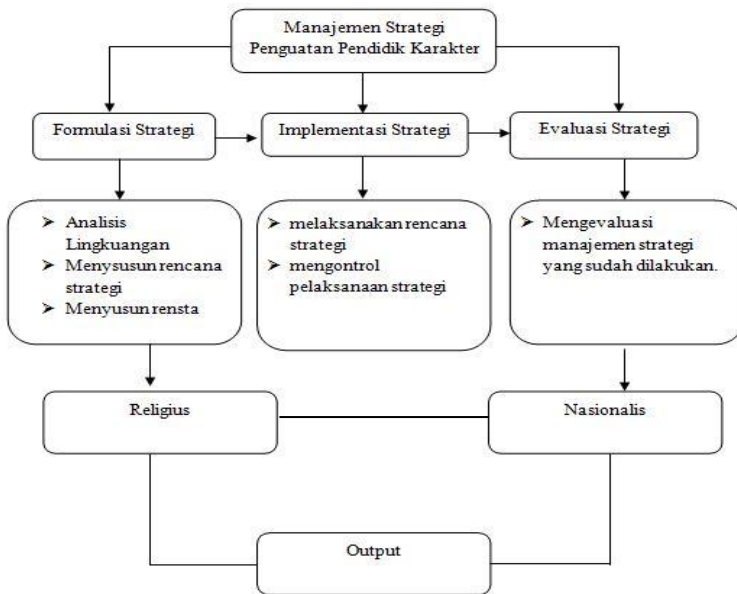 Manajemen Strategi
Penguatan Pendidik Karakter
Formulasi Strategi
Implementasi Strategi
Evaluasi Strategi
➤ Analisis
Lingkuangan
➤ Menysusun rencana
strategi
➤ Menyusun rensta
➤ melaksanakan rencana
strategi
➤ mengontrol
pelaksanaan strategi
➤ Mengevaluasi
manajemen strategi
yang sudah dilakukan.
Religius
Nasionalis
Output